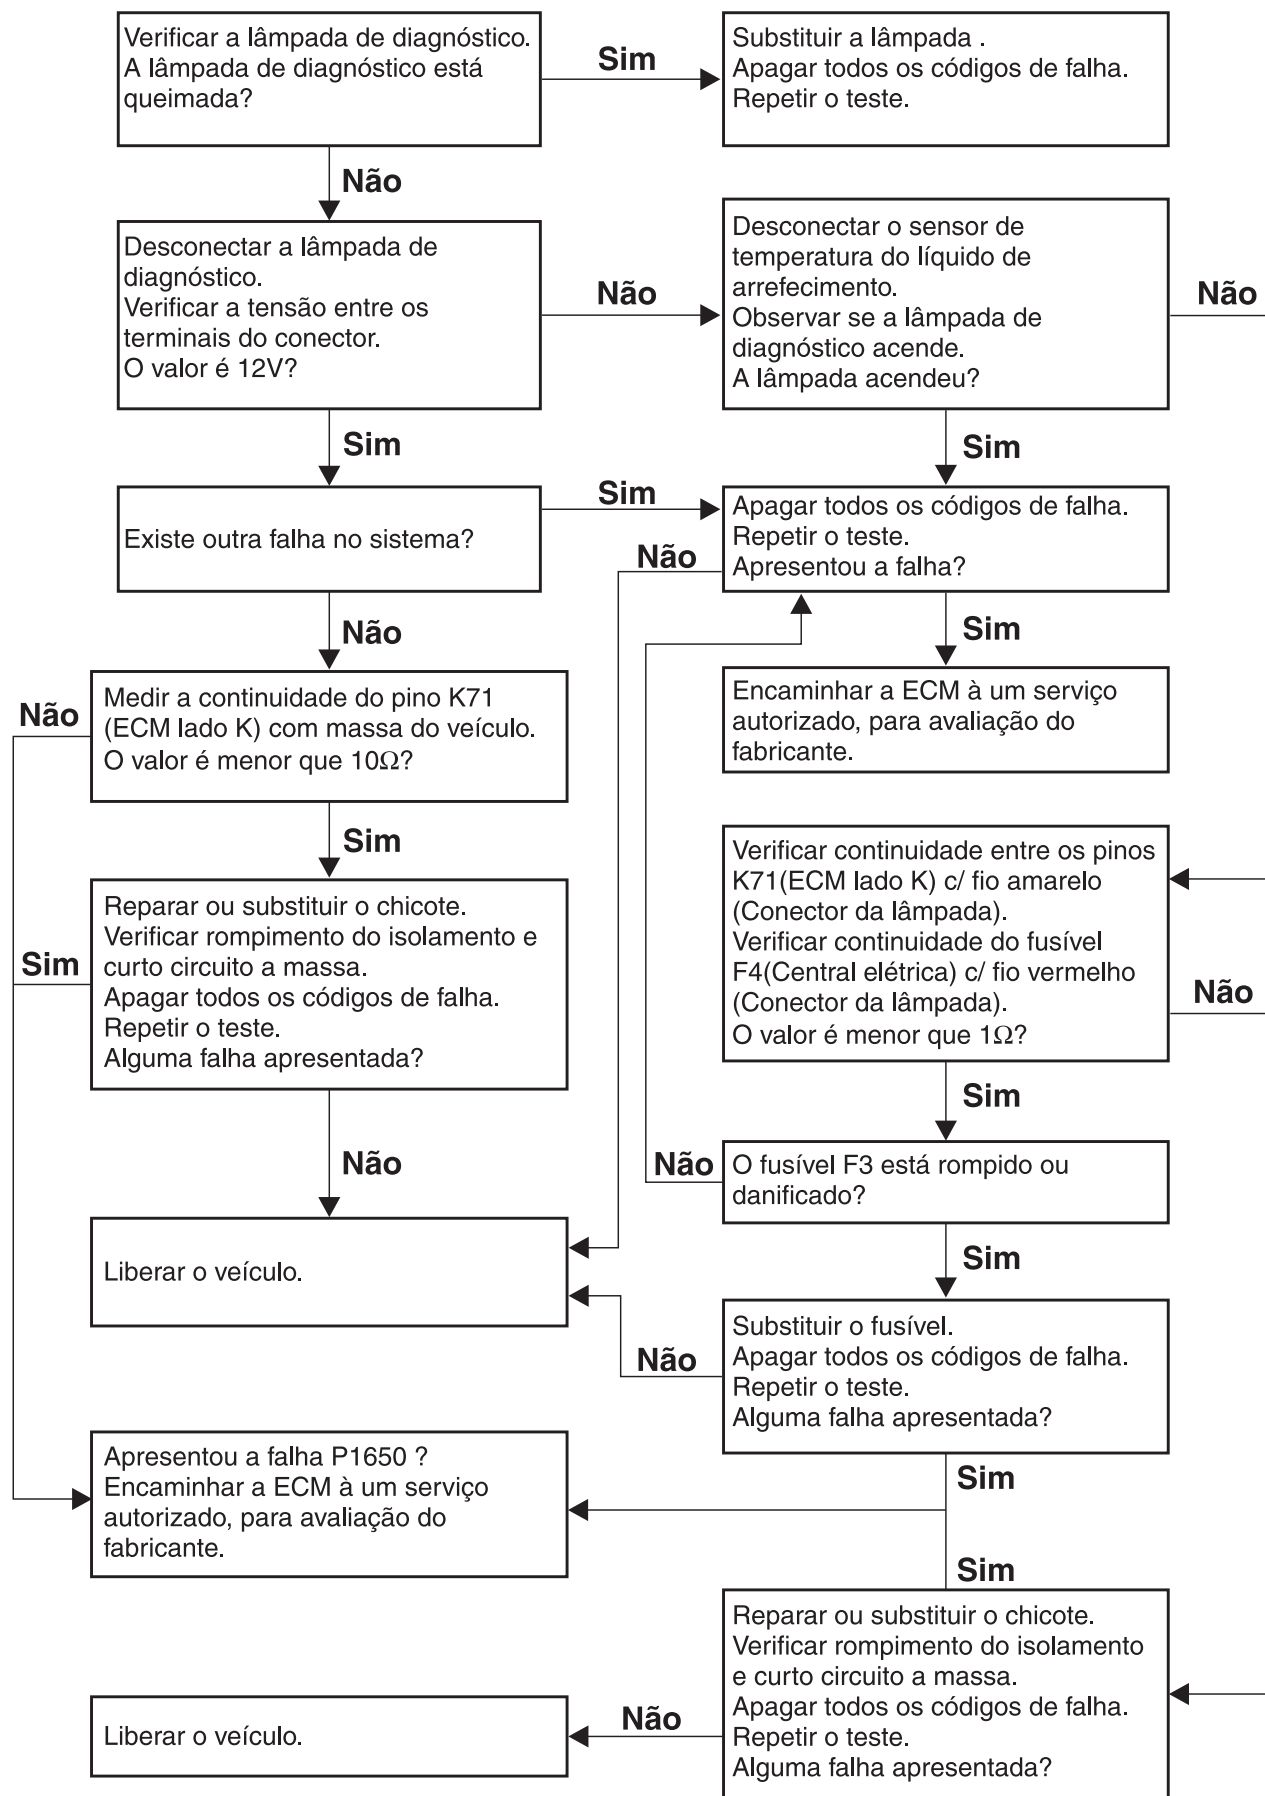 Verificar a lâmpada de diagnóstico.
A lâmpada de diagnóstico está
queimada?
Sim
Substituir a lâmpada .
Apagar todos os códigos de falha.
Repetir o teste.
Não
Desconectar a lâmpada de
diagnóstico.
Verificar a tensão entre os
terminais do conector.
O valor é 12V?
Não
Desconectar o sensor de
temperatura do líquido de
arrefecimento.
Observar se a lâmpada de
diagnóstico acende.
A lâmpada acendeu?
Não
Sim
Sim
Existe outra falha no sistema?
Sim
Apagar todos os códigos de falha.
Repetir o teste.
Apresentou a falha?
Não
Não
Sim
Não
Medir a continuidade do pino K71
(ECM lado K) com massa do veículo.
O valor é menor que 10Ω?
Encaminhar a ECM à um serviço
autorizado, para avaliação do
fabricante.
Sim
Verificar continuidade entre os pinos
K71(ECM lado K) c/ fio amarelo
(Conector da lâmpada).
Verificar continuidade do fusível
F4(Central elétrica) c/ fio vermelho
(Conector da lâmpada).
O valor é menor que 1Ω?
Não
Sim
Reparar ou substituir o chicote.
Verificar rompimento do isolamento e
curto circuito a massa.
Apagar todos os códigos de falha.
Repetir o teste.
Alguma falha apresentada?
Sim
Não
Não
O fusível F3 está rompido ou
danificado?
Liberar o veículo.
Sim
Não
Substituir o fusível.
Apagar todos os códigos de falha.
Repetir o teste.
Alguma falha apresentada?
Apresentou a falha P1650 ?
Encaminhar a ECM à um serviço
autorizado, para avaliação do
fabricante.
Sim
Sim
Reparar ou substituir o chicote.
Verificar rompimento do isolamento
e curto circuito a massa.
Apagar todos os códigos de falha.
Repetir o teste.
Alguma falha apresentada?
Não
Liberar o veículo.